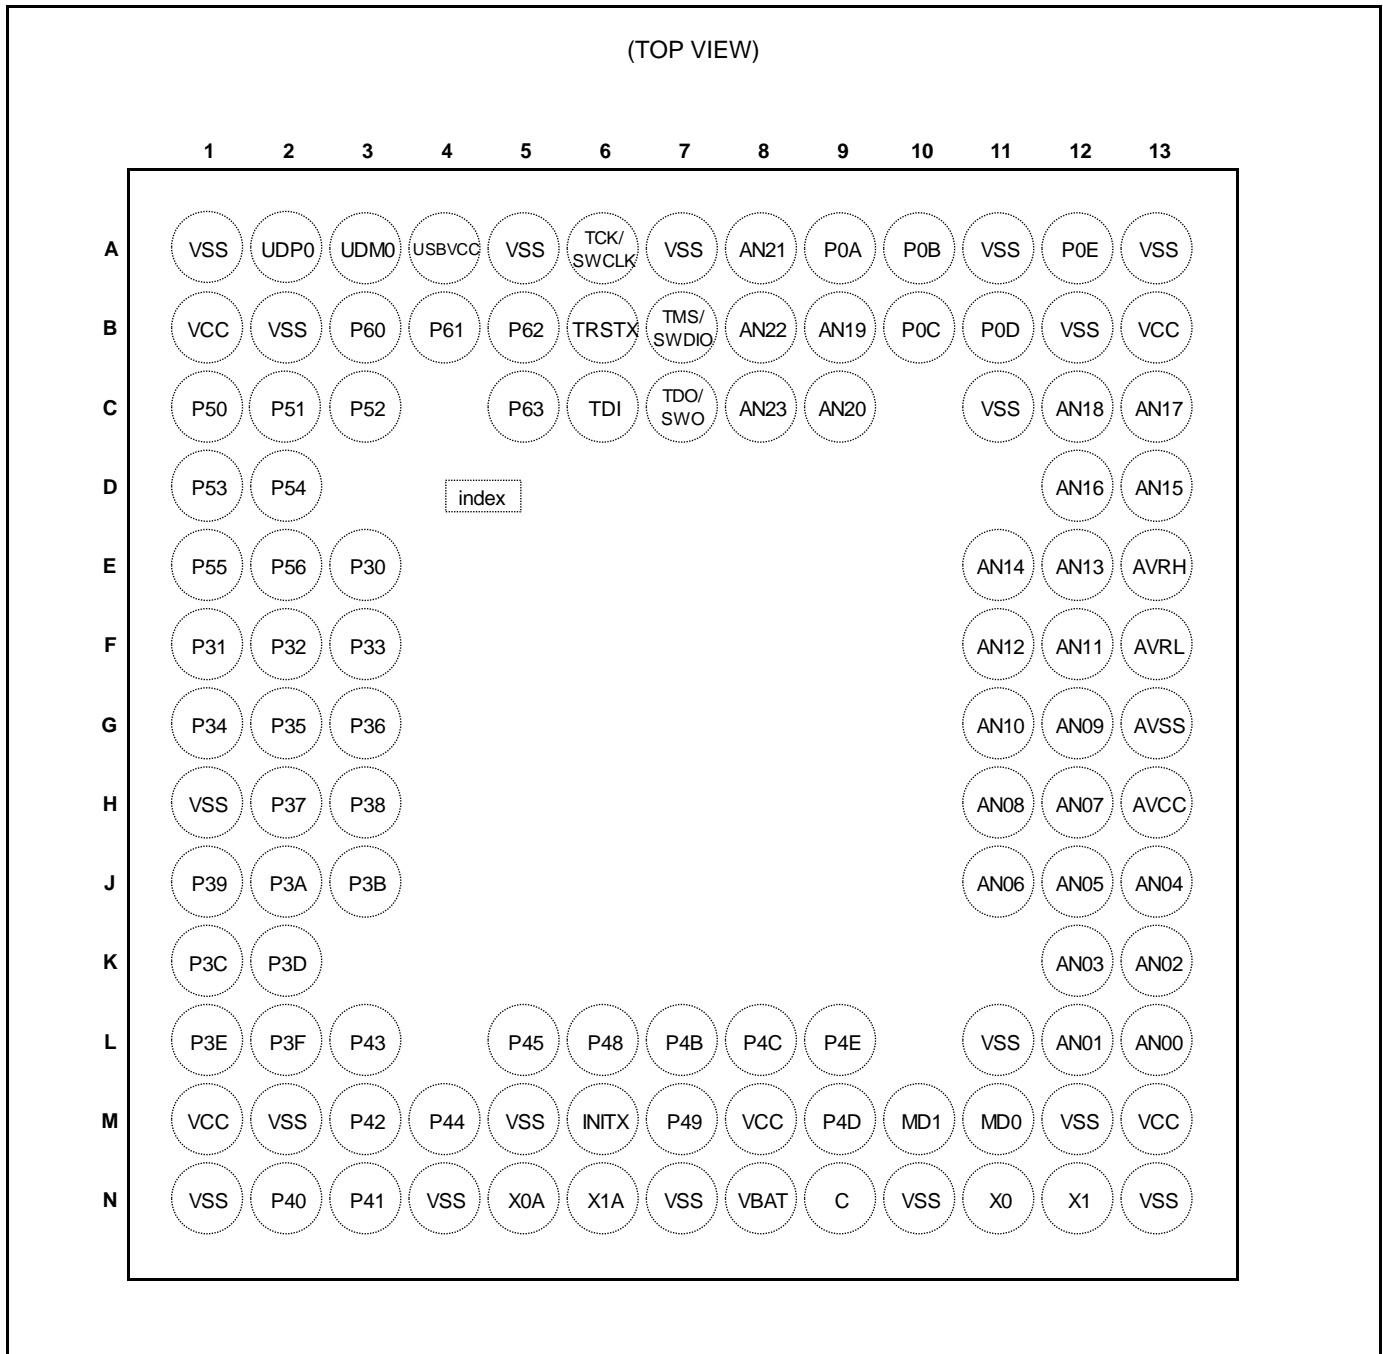 (TOP VIEW)
1 2 3 4 5 6 7 8 9 10 11 12 13
A VSS UDP0 UDM0 USBVCC VSS TCK/ SWCLK VSS AN21 P0A P0B VSS P0E VSS
B VCC VSS P60 P61 P62 TRSTX TMS/ SWDIO AN22 AN19 P0C P0D VSS VCC
C P50 P51 P52 P63 TDI TDO/ SWO AN23 AN20 VSS AN18 AN17
D P53 P54 index AN16 AN15
E P55 P56 P30 AN14 AN13 AVRH
F P31 P32 P33 AN12 AN11 AVRL
G P34 P35 P36 AN10 AN09 AVSS
H VSS P37 P38 AN08 AN07 AVCC
J P39 P3A P3B AN06 AN05 AN04
K P3C P3D AN03 AN02
L P3E P3F P43 P45 P48 P4B P4C P4E VSS AN01 AN00
M VCC VSS P42 P44 VSS INITX P49 VCC P4D MD1 MD0 VSS VCC
N VSS P40 P41 VSS X0A X1A VSS VBAT C VSS X0 X1 VSS